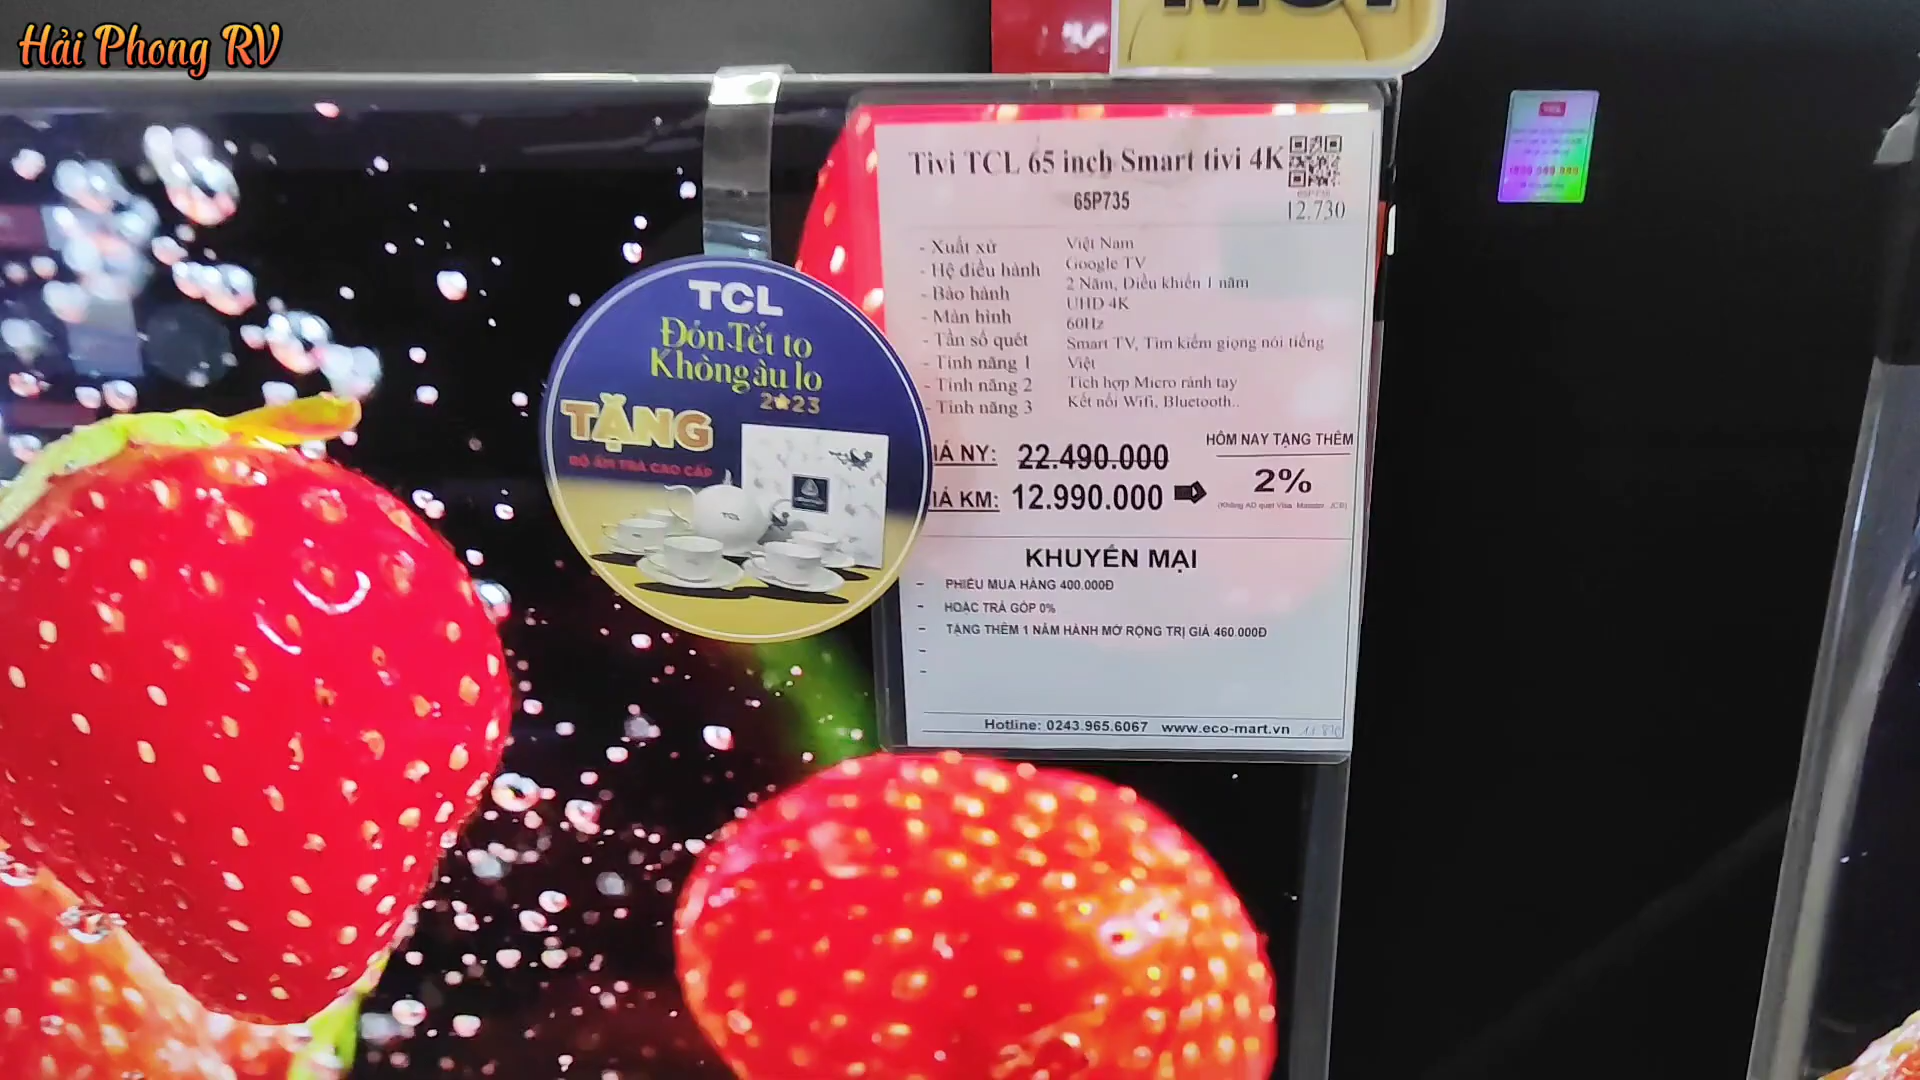 Hải Phong RV
Tivi TCL 65 inch Smart tivi 4K
65P735
12.730
- Xuất xứ Việt Nam
- Hệ điều hành Google TV
- Bảo hành 2 Năm, Điều khiển 1 năm
- Màn hình UHD 4K
- Tần số quét 60Hz
- Tính năng 1 Smart TV, Tìm kiếm giọng nói tiếng Việt
- Tính năng 2 Tích hợp Micro rảnh tay
- Tính năng 3 Kết nối Wifi, Bluetooth..
IÁ NY: 22.490.000
IÁ KM: 12.990.000
HÔM NAY TẶNG THÊM
2%
KHUYẾN MẠI
- PHIẾU MUA HÀNG 400.000Đ
- HOẶC TRẢ GÓP 0%
- TẶNG THÊM 1 NĂM HÀNH MỞ RỘNG TRỊ GIÁ 460.000Đ
Hotline: 0243.965.6067 www.eco-mart.vn
TCL
Đón Tết to
Không âu lo
2023
TẶNG
BỘ ẤM TRÀ CAO CẤP
TCL
TCL